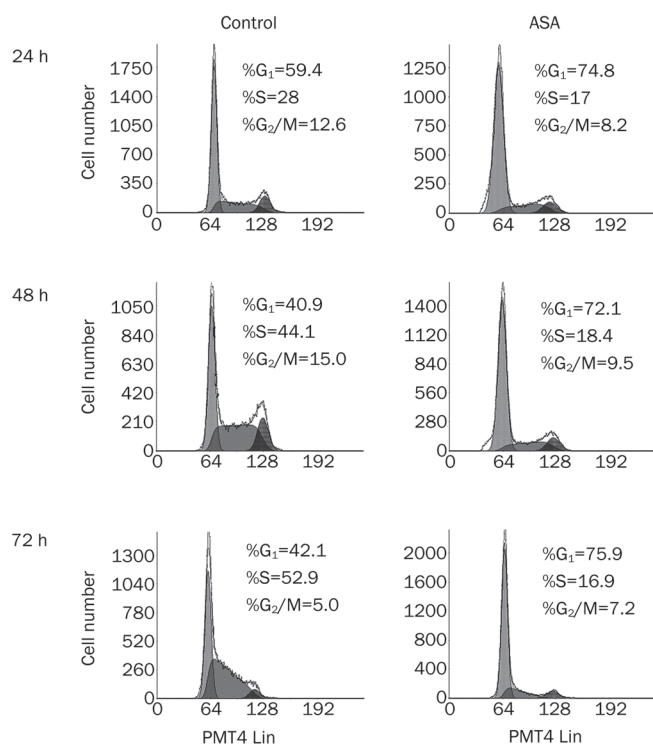 Control
ASA
24 h
Cell number
1750
1400
1050
700
350
0
0 64 128 192
%G₁=59.4
%S=28
%G₂/M=12.6
1250
1000
750
500
250
0
0 64 128 192
%G₁=74.8
%S=17
%G₂/M=8.2
48 h
Cell number
1050
840
630
420
210
0
0 64 128 192
%G₁=40.9
%S=44.1
%G₂/M=15.0
1400
1120
840
560
280
0
0 64 128 192
%G₁=72.1
%S=18.4
%G₂/M=9.5
72 h
Cell number
1300
1040
780
520
260
0
0 64 128 192
%G₁=42.1
%S=52.9
%G₂/M=5.0
PMT4 Lin
2000
1600
1200
800
400
0
0 64 128 192
%G₁=75.9
%S=16.9
%G₂/M=7.2
PMT4 Lin